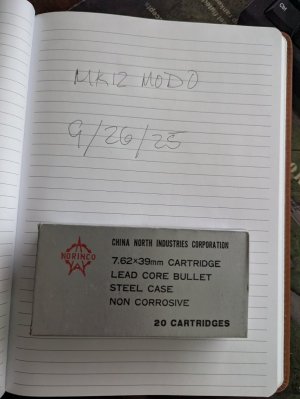 MK12 MOD0
9/26/25
NORINCO
CHINA NORTH INDUSTRIES CORPORATION
7.62×39mm CARTRIDGE
LEAD CORE BULLET
STEEL CASE
NON CORROSIVE
20 CARTRIDGES